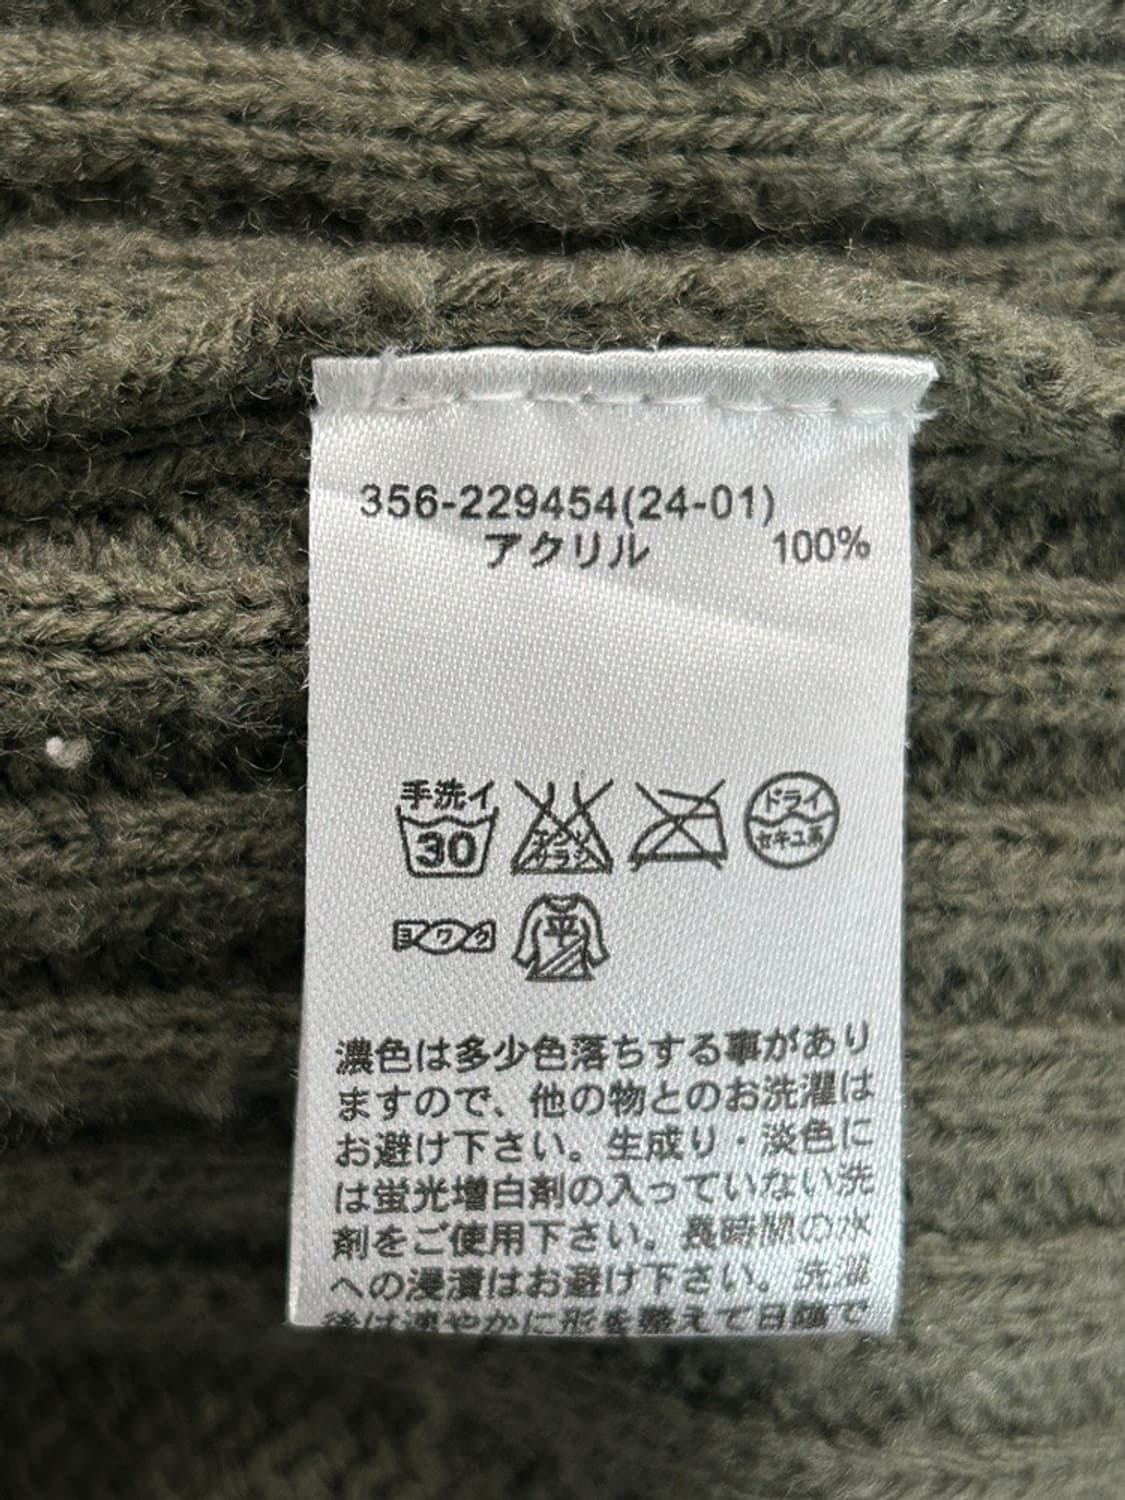 356-229454(24-01)
アクリル 100%
手洗イ
30
エンソ
サラシ
ドライ
セキユ系
ヨワク
平
濃色は多少色落ちする事があり
ますので、他の物とのお洗濯は
お避け下さい。生成り・淡色に
は蛍光増白剤の入っていない洗
剤をご使用下さい。長時間の水
への浸漬はお避け下さい。洗濯
後は速やかに形を整えて日陰で